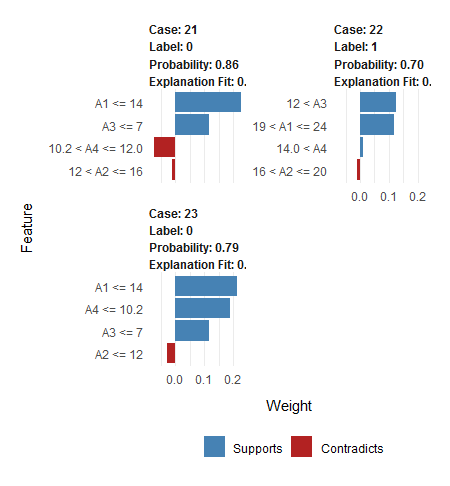 Case: 21
Label: 0
Probability: 0.86
Explanation Fit: 0.
A1 <= 14
A3 <= 7
10.2 < A4 <= 12.0
12 < A2 <= 16
Case: 22
Label: 1
Probability: 0.70
Explanation Fit: 0.
12 < A3
19 < A1 <= 24
14.0 < A4
16 < A2 <= 20
0.0 0.1 0.2
Case: 23
Label: 0
Probability: 0.79
Explanation Fit: 0.
A1 <= 14
A4 <= 10.2
A3 <= 7
A2 <= 12
0.0 0.1 0.2
Feature
Weight
Supports Contradicts